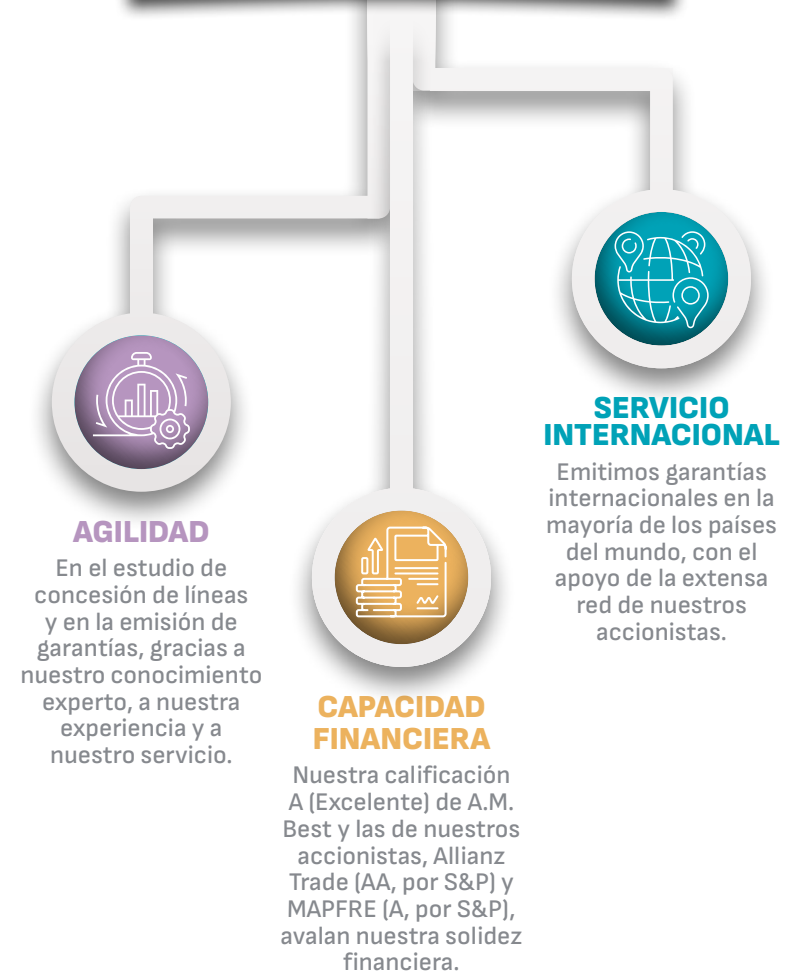 AGILIDAD
En el estudio de
concesión de líneas
y en la emisión de
garantías, gracias a
nuestro conocimiento
experto, a nuestra
experiencia y a
nuestro servicio.
CAPACIDAD
FINANCIERA
Nuestra calificación
A (Excelente) de A.M.
Best y las de nuestros
accionistas, Allianz
Trade (AA, por S&P) y
MAPFRE (A, por S&P),
avalan nuestra solidez
financiera.
SERVICIO
INTERNACIONAL
Emitimos garantías
internacionales en la
mayoría de los países
del mundo, con el
apoyo de la extensa
red de nuestros
accionistas.